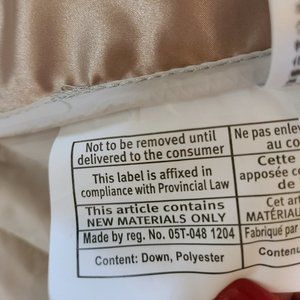 Not to be removed until
delivered to the consumer
This label is affixed in
compliance with Provincial Law
This article contains
NEW MATERIALS ONLY
Made by reg. No. 05T-048 1204
Content: Down, Polyester
Ne pas enlev
au co
Cette
apposée co
de
Cet art
MATÉRIAU
Fabriqué par
Contenu